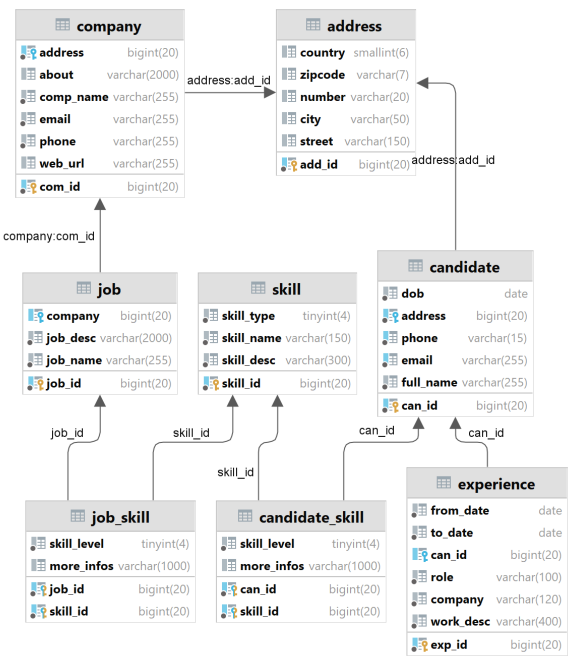 company
address bigint(20)
about varchar(2000)
comp_name varchar(255)
email varchar(255)
phone varchar(255)
web_url varchar(255)
com_id bigint(20)
address:add_id
address
country smallint(6)
zipcode varchar(7)
number varchar(20)
city varchar(50)
street varchar(150)
add_id bigint(20)
address:add_id
company:com_id
job
company bigint(20)
job_desc varchar(2000)
job_name varchar(255)
job_id bigint(20)
skill
skill_type tinyint(4)
skill_name varchar(150)
skill_desc varchar(300)
skill_id bigint(20)
candidate
dob date
address bigint(20)
phone varchar(15)
email varchar(255)
full_name varchar(255)
can_id bigint(20)
job_id
skill_id
skill_id
can_id
can_id
job_skill
skill_level tinyint(4)
more_infos varchar(1000)
job_id bigint(20)
skill_id bigint(20)
candidate_skill
skill_level tinyint(4)
more_infos varchar(1000)
can_id bigint(20)
skill_id bigint(20)
experience
from_date date
to_date date
can_id bigint(20)
role varchar(100)
company varchar(120)
work_desc varchar(400)
exp_id bigint(20)